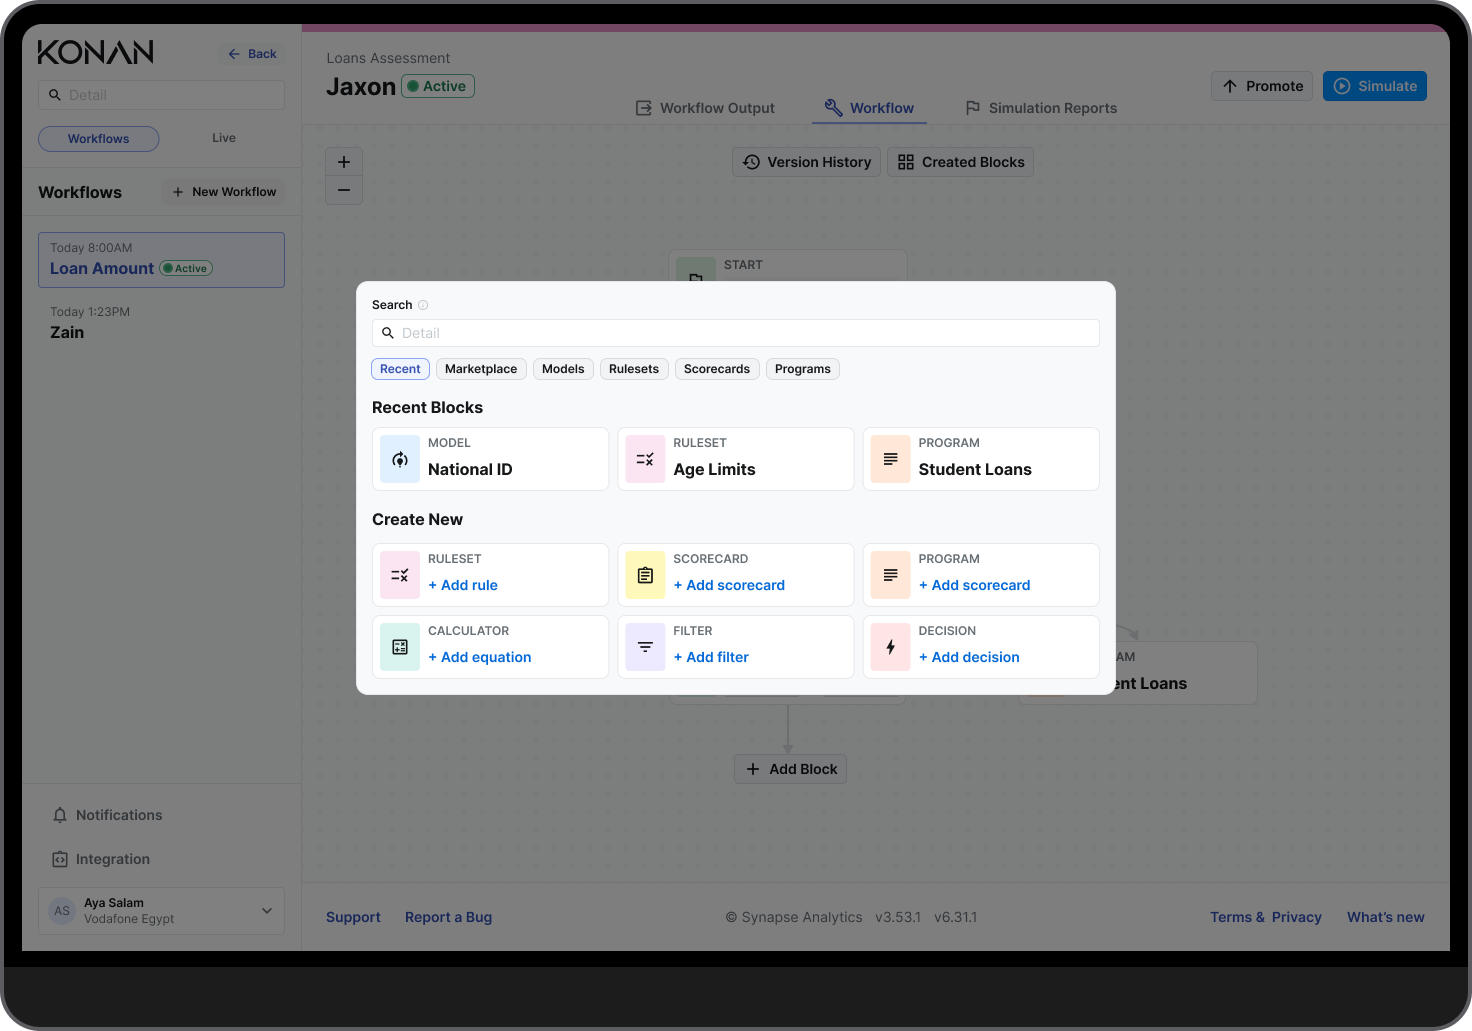 KONAN
Back
Detail
Workflows
Live
Workflows
New Workflow
Today 8:00AM
Loan Amount
Active
Today 1:23PM
Zain
Notifications
Integration
AS
Aya Salam
Vodafone Egypt
Loans Assessment
Jaxon
Active
Workflow Output
Workflow
Simulation Reports
Promote
Simulate
+
−
Version History
Created Blocks
START
Search
Detail
Recent
Marketplace
Models
Rulesets
Scorecards
Programs
Recent Blocks
MODEL
National ID
RULESET
Age Limits
PROGRAM
Student Loans
Create New
RULESET
+ Add rule
SCORECARD
+ Add scorecard
PROGRAM
+ Add scorecard
CALCULATOR
+ Add equation
FILTER
+ Add filter
DECISION
+ Add decision
AM
ent Loans
Add Block
Support
Report a Bug
© Synapse Analytics v3.53.1 v6.31.1
Terms & Privacy
What's new